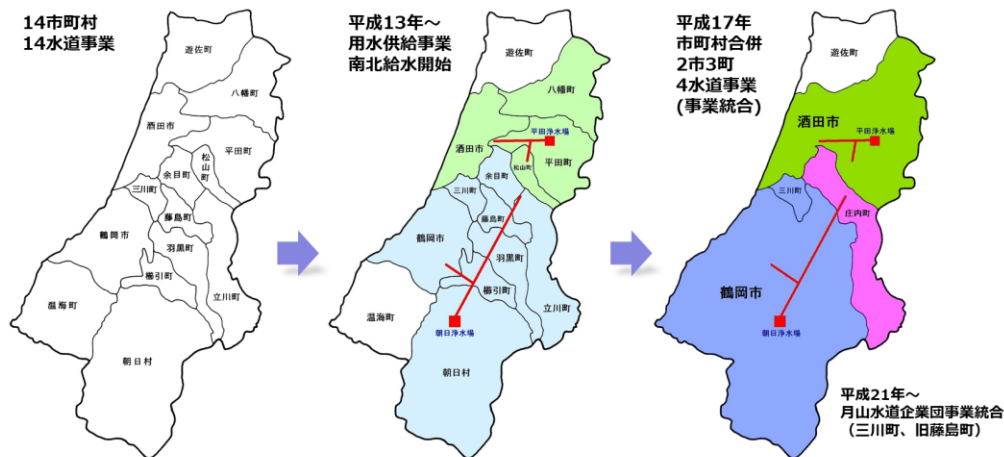 14市町村
14水道事業
遊佐町
八幡町
酒田市
平田町
松山町
余目町
三川町
藤島町
鶴岡市
羽黒町
櫛引町
立川町
温海町
朝日村
平成13年～
用水供給事業
南北給水開始
八幡町
平田浄水場
酒田市
平田町
松山町
余目町
三川町
藤島町
鶴岡市
羽黒町
櫛引町
立川町
温海町
朝日浄水場
朝日村
平成17年
市町村合併
2市3町
4水道事業
(事業統合)
遊佐町
酒田市
平田浄水場
三川町
庄内町
鶴岡市
朝日浄水場
平成21年～
月山水道企業団事業統合
（三川町、旧藤島町）